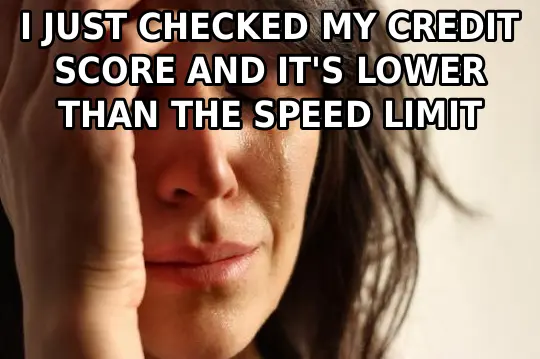 I JUST CHECKED MY CREDIT
SCORE AND IT'S LOWER
THAN THE SPEED LIMIT